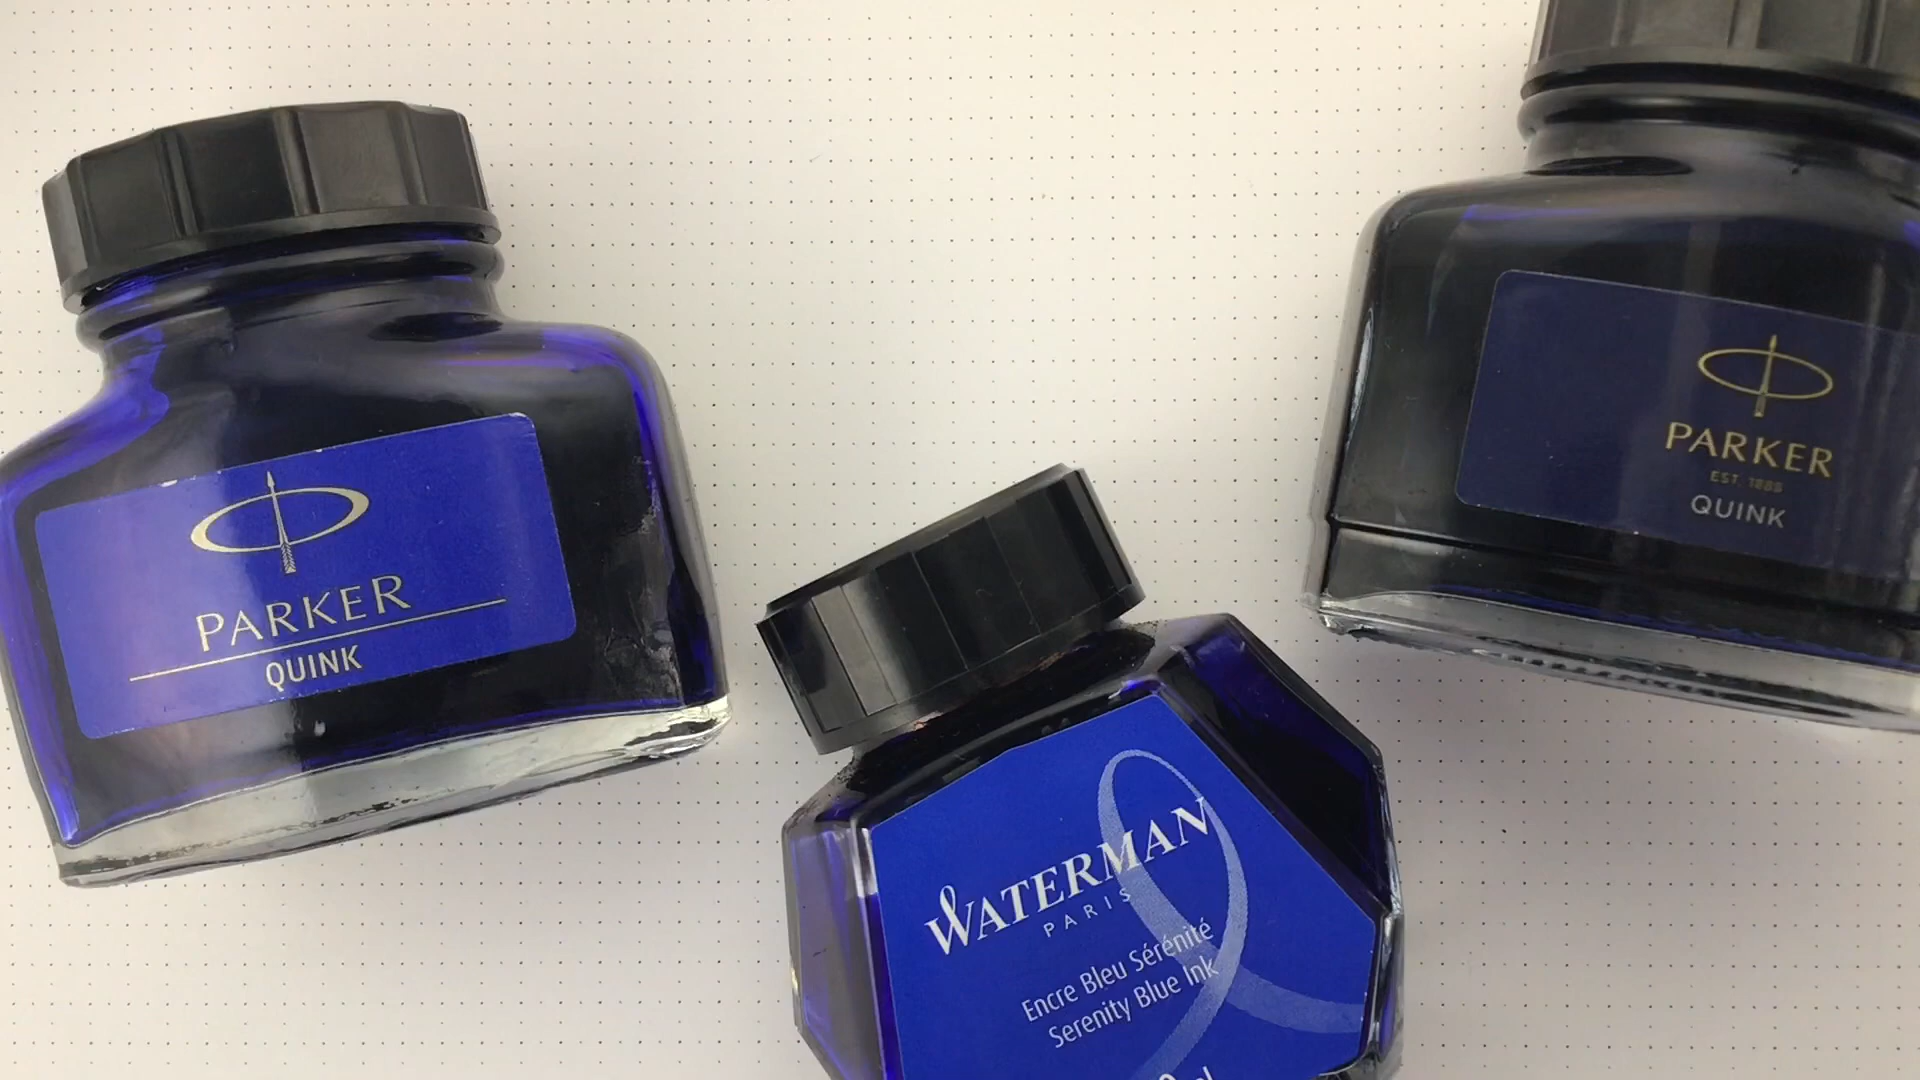 PARKER
QUINK
WATERMAN
PARIS
Encre Bleu Sérénité
Serenity Blue Ink
PARKER
EST. 1888
QUINK